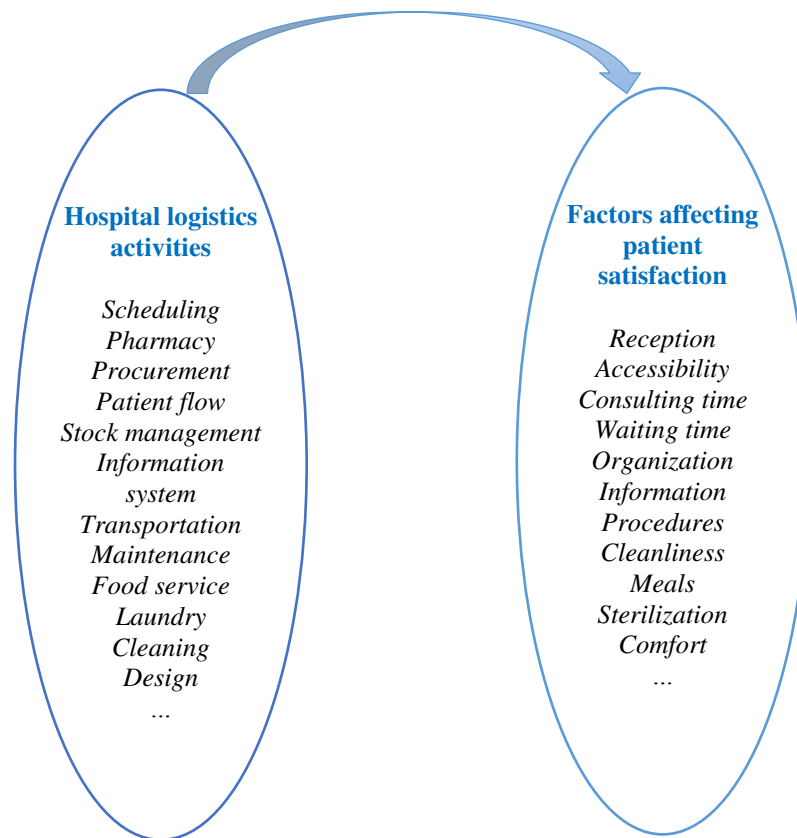 Hospital logistics
activities
Scheduling
Pharmacy
Procurement
Patient flow
Stock management
Information
system
Transportation
Maintenance
Food service
Laundry
Cleaning
Design
...
Factors affecting
patient
satisfaction
Reception
Accessibility
Consulting time
Waiting time
Organization
Information
Procedures
Cleanliness
Meals
Sterilization
Comfort
...